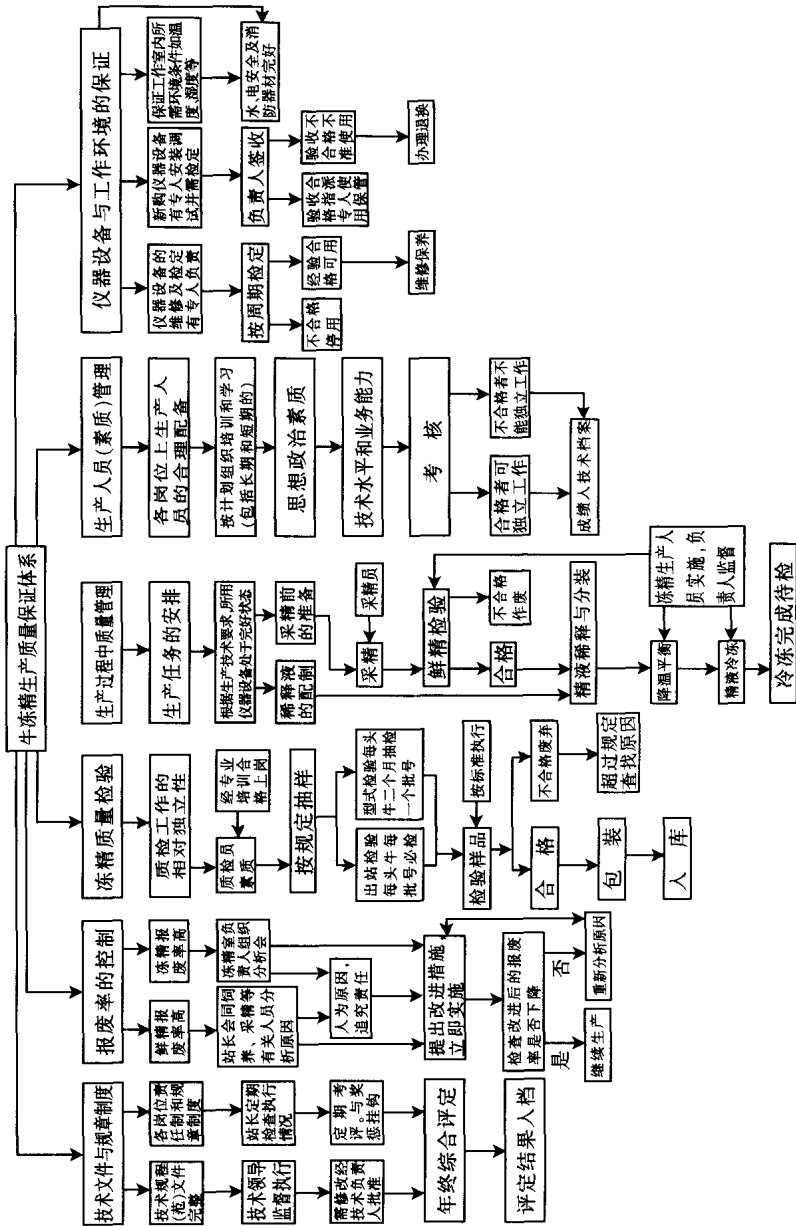 牛冻精生产质量保证体系
技术文件与规章制度
技术规程
(范)文件
完整
技术领导
监督执行
需修改经
技术负责
人批准
各岗位责
任制和规
章制度
站长定期
检查执行
情况
定期考
评。与奖
惩挂钩
年终综合评定
评定结果入档
报废率的控制
鲜精报
废率高
站长会同饲
养、采精等
有关人员分
析原因
冻精报
废率高
冻精室负
责人组织
分析会
人为原因,
追究责任
提出改进措施
立即实施
检查改进后的报废
率是否下降
是
否
继续生产
重新分析原因
冻精质量检验
质检工作的
相对独立性
质检员
素质
经专业
培训合
格上岗
按规定抽样
出站检验
每头牛每
批号必检
型式检验每头
牛二个月抽检
一个批号
检验样品
按标准执行
合格
不合格废弃
包装
超过规定
查找原因
入库
生产过程中质量管理
生产任务的安排
根据生产技术要求,所用
仪器设备处于完好状态
稀释液
的配制
采精前
的准备
采精
采精员
鲜精检验
合格
不合格
作废
精液稀释与分装
降温平衡
冻精生产人
员实施,负
责人监督
精液冷冻
冷冻完成待检
生产人员(素质)管理
各岗位上生产人
员的合理配备
按计划组织培训和学习
(包括长期和短期的)
思想政治素质
技术水平和业务能力
考核
合格者可
独立工作
不合格者不
能独立工作
成绩入技术档案
仪器设备与工作环境的保证
仪器设备的
维修及检定
有专人负责
按周期检定
不合格
停用
经验合
格可用
维修保养
新购仪器设备
有专人安装调
试并需检定
负责人签收
验收合
格指派
专人使
用保管
验收不
合格不
准使用
办理退换
保证工作室内所
需环境条件如温
度、湿度等
水、电安全及消
防器材完好